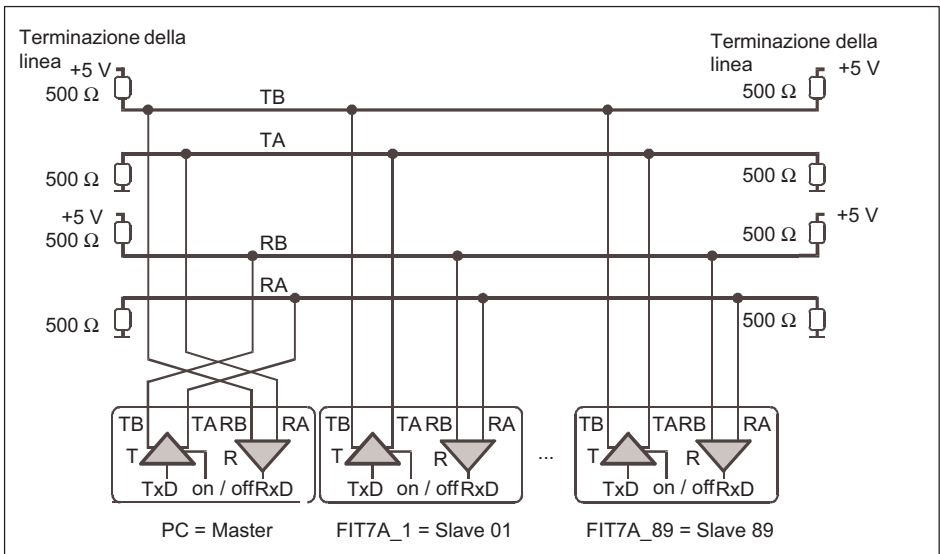 Terminazione della
linea
+5 V
500 Ω
TB
Terminazione della
linea
+5 V
500 Ω
TA
500 Ω
500 Ω
+5 V
500 Ω
RB
+5 V
500 Ω
RA
500 Ω
500 Ω
TB TA RB RA
T R
TxD on / off RxD
PC = Master
TB TA RB RA
T R
TxD on / off RxD
FIT7A_1 = Slave 01
...
TB TA RB RA
T R
TxD on / off RxD
FIT7A_89 = Slave 89